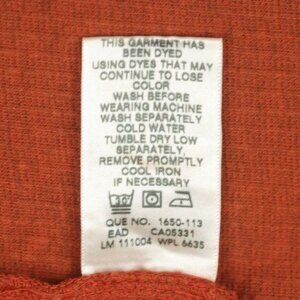 THIS GARMENT HAS
BEEN DYED
USING DYES THAT MAY
CONTINUE TO LOSE
COLOR
WASH BEFORE
WEARING MACHINE
WASH SEPARATELY
COLD WATER
TUMBLE DRY LOW
SEPARATELY.
REMOVE PROMPTLY
COOL IRON
IF NECESSARY
30
QUE NO. 1650-113
EAD CA05331
LM 111004 WPL 6635